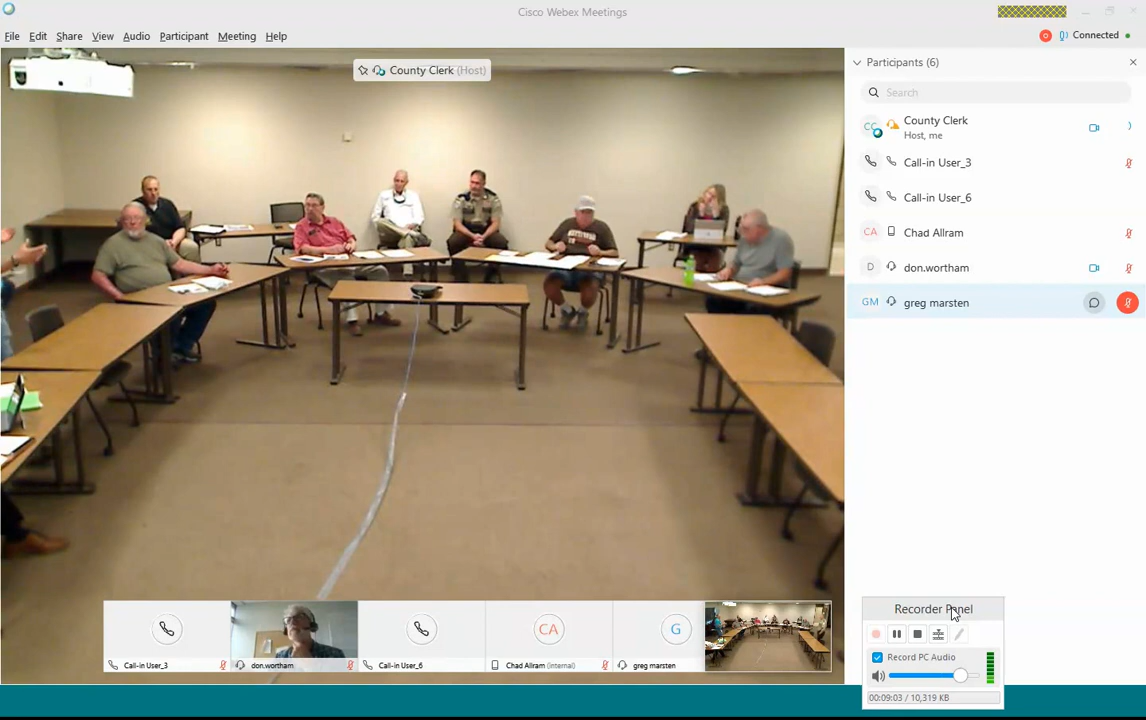 Cisco Webex Meetings
File Edit Share View Audio Participant Meeting Help
Connected
County Clerk (Host)
Participants (6)
Search
CC County Clerk
Host, me
Call-in User_3
Call-in User_6
CA Chad Allram
D don.wortham
GM greg marsten
CA
G
Call-in User_3
don.wortham
Call-in User_6
Chad Allram (internal)
greg marsten
Recorder Panel
Record PC Audio
00:09:03 / 10,319 KB